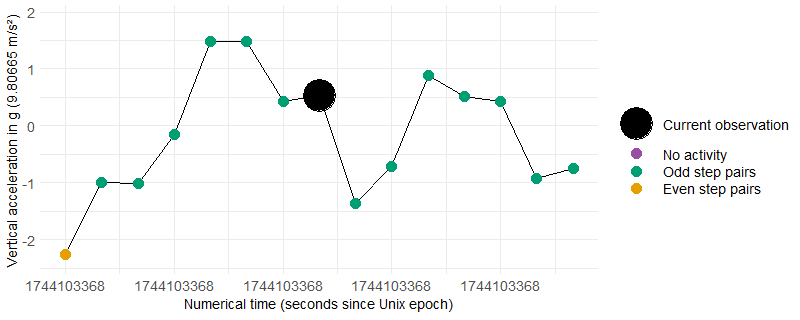 Vertical acceleration in g (9.80665 m/s²)
2
1
0
-1
-2
1744103368 1744103368 1744103368 1744103368 1744103368
Numerical time (seconds since Unix epoch)
Current observation
No activity
Odd step pairs
Even step pairs